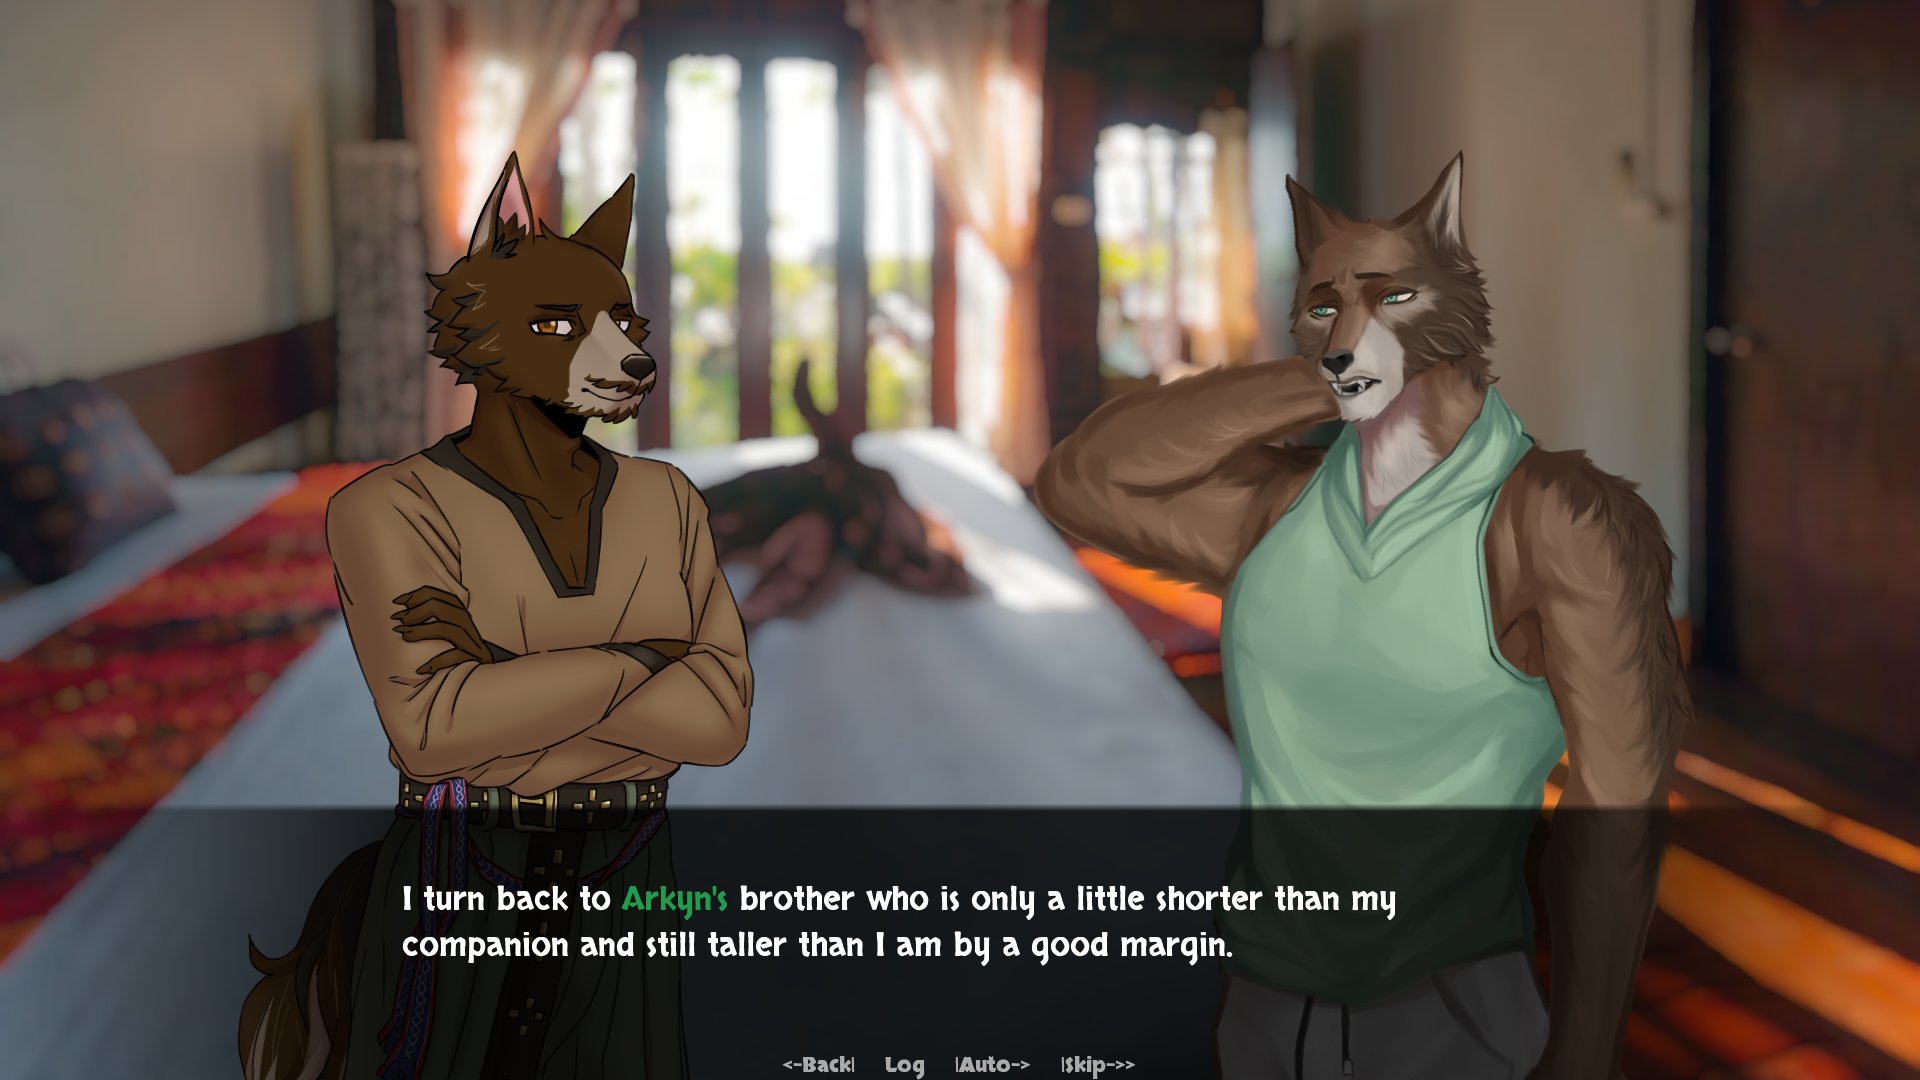 I turn back to Arkyn's brother who is only a little shorter than my
companion and still taller than I am by a good margin.
<-Back| Log |Auto-> |Skip->>